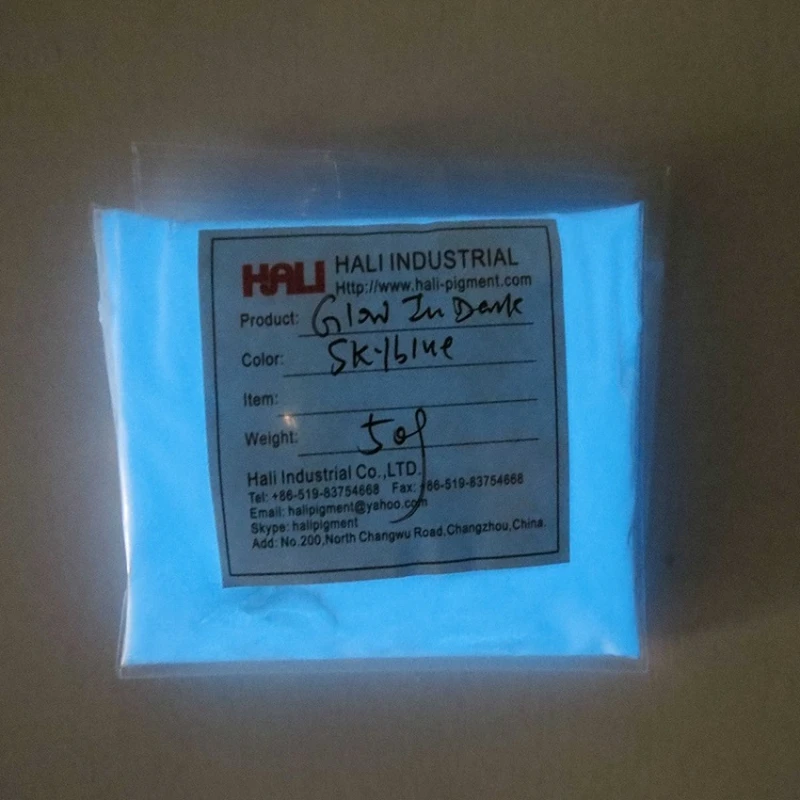 HALI
HALI INDUSTRIAL
Http://www.hali-pigment.com
Product: Glow In Dark
Color: Skyblue
Item:
Weight: 50g
Hali Industrial Co.,LTD.
Tel: +86-519-83754668 Fax: +86-519-83754668
Email: halipigment@yahoo.com
Skype: halipigment
Add: No.200,North Changwu Road,Changzhou,China.